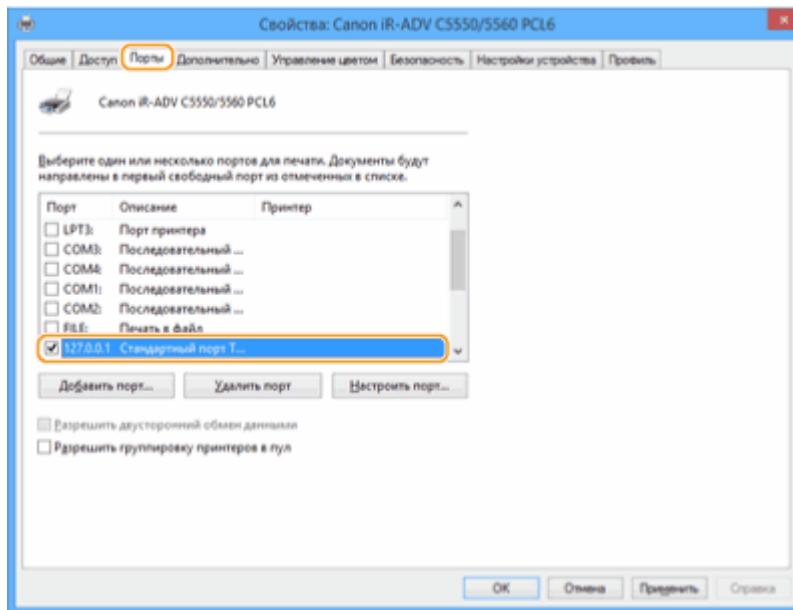 Свойства: Canon iR-ADV C5550/5560 PCL6
Общие Доступ Порты Дополнительно Управление цветом Безопасность Настройки устройства Профиль
Canon iR-ADV C5550/5560 PCL6
Выберите один или несколько портов для печати. Документы будут
направлены в первый свободный порт из отмеченных в списке.
Порт Описание Принтер
LPT3: Порт принтера
COM3: Последовательный ...
COM4: Последовательный ...
COM1: Последовательный ...
COM2: Последовательный ...
FILE: Печать в файл
127.0.0.1 Стандартный порт T...
Добавить порт... Удалить порт Настроить порт...
Разрешить двусторонний обмен данными
Разрешить группировку принтеров в пул
OK Отмена Применить Справка